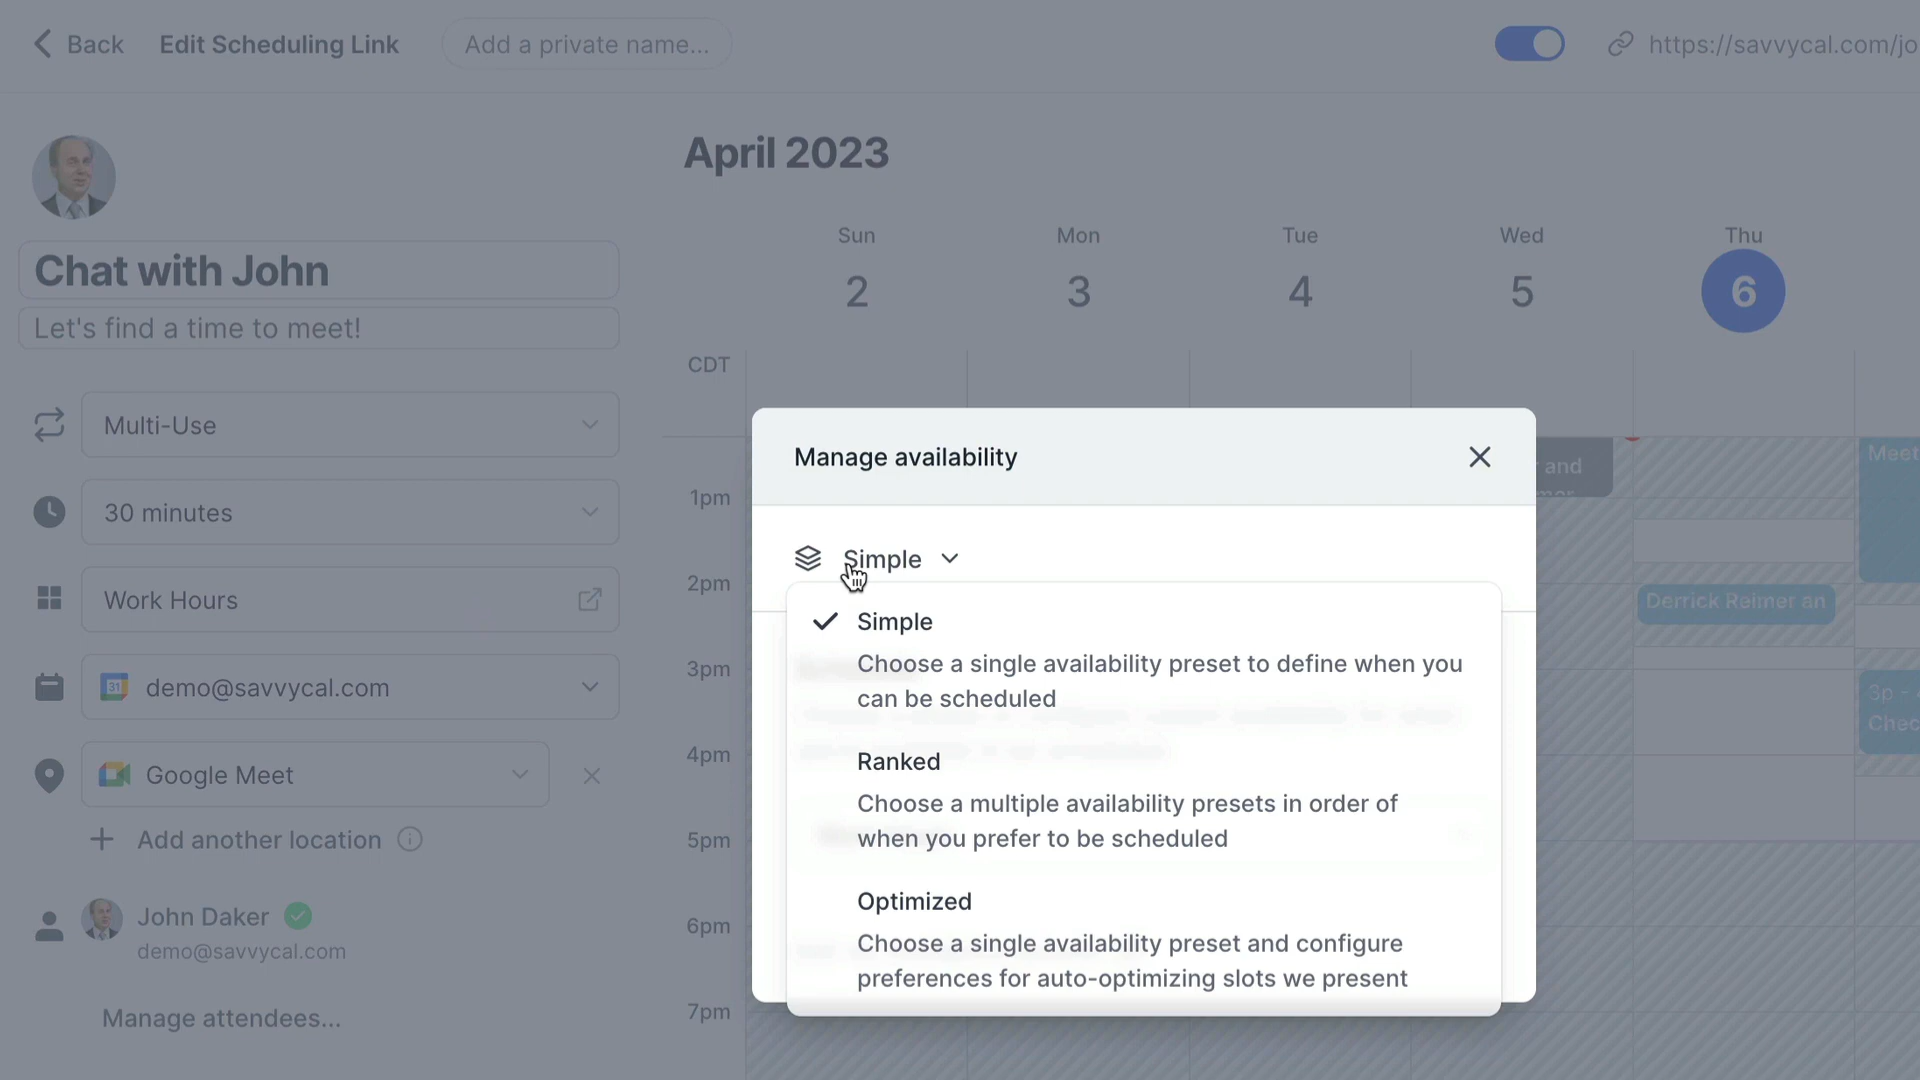 Back
Edit Scheduling Link
Add a private name...
https://savvycal.com/jo
April 2023
Sun
Mon
Tue
Wed
Thu
2
3
4
5
6
CDT
Chat with John
Let's find a time to meet!
Multi-Use
30 minutes
Work Hours
31
demo@savvycal.com
Google Meet
Add another location
John Daker
demo@savvycal.com
Manage attendees...
1pm
2pm
3pm
4pm
5pm
6pm
7pm
Manage availability
Simple
Simple
Choose a single availability preset to define when you
can be scheduled
Ranked
Choose a multiple availability presets in order of
when you prefer to be scheduled
Optimized
Choose a single availability preset and configure
preferences for auto-optimizing slots we present
and
Derrick Reimer an
Meet
3p -
Chec